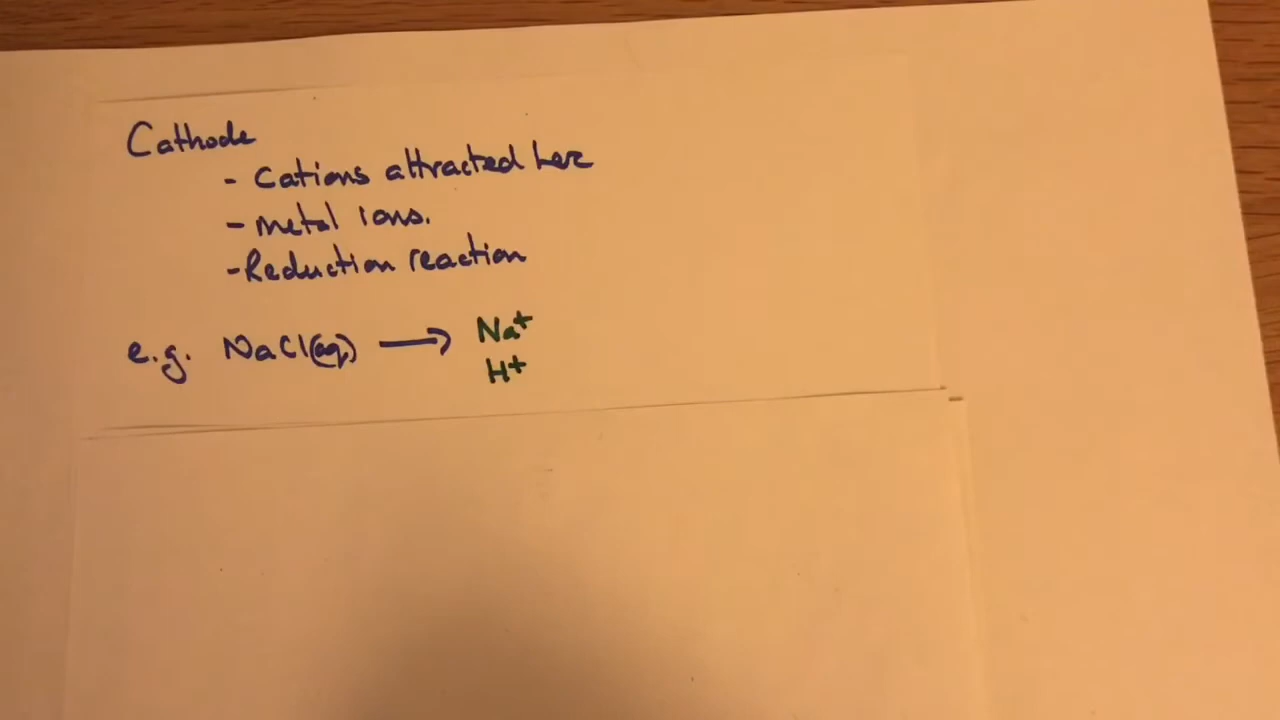 Cathode
- Cations attracted here
- metal ions.
- Reduction reaction
e.g. NaCl(aq) → Na⁺
H⁺